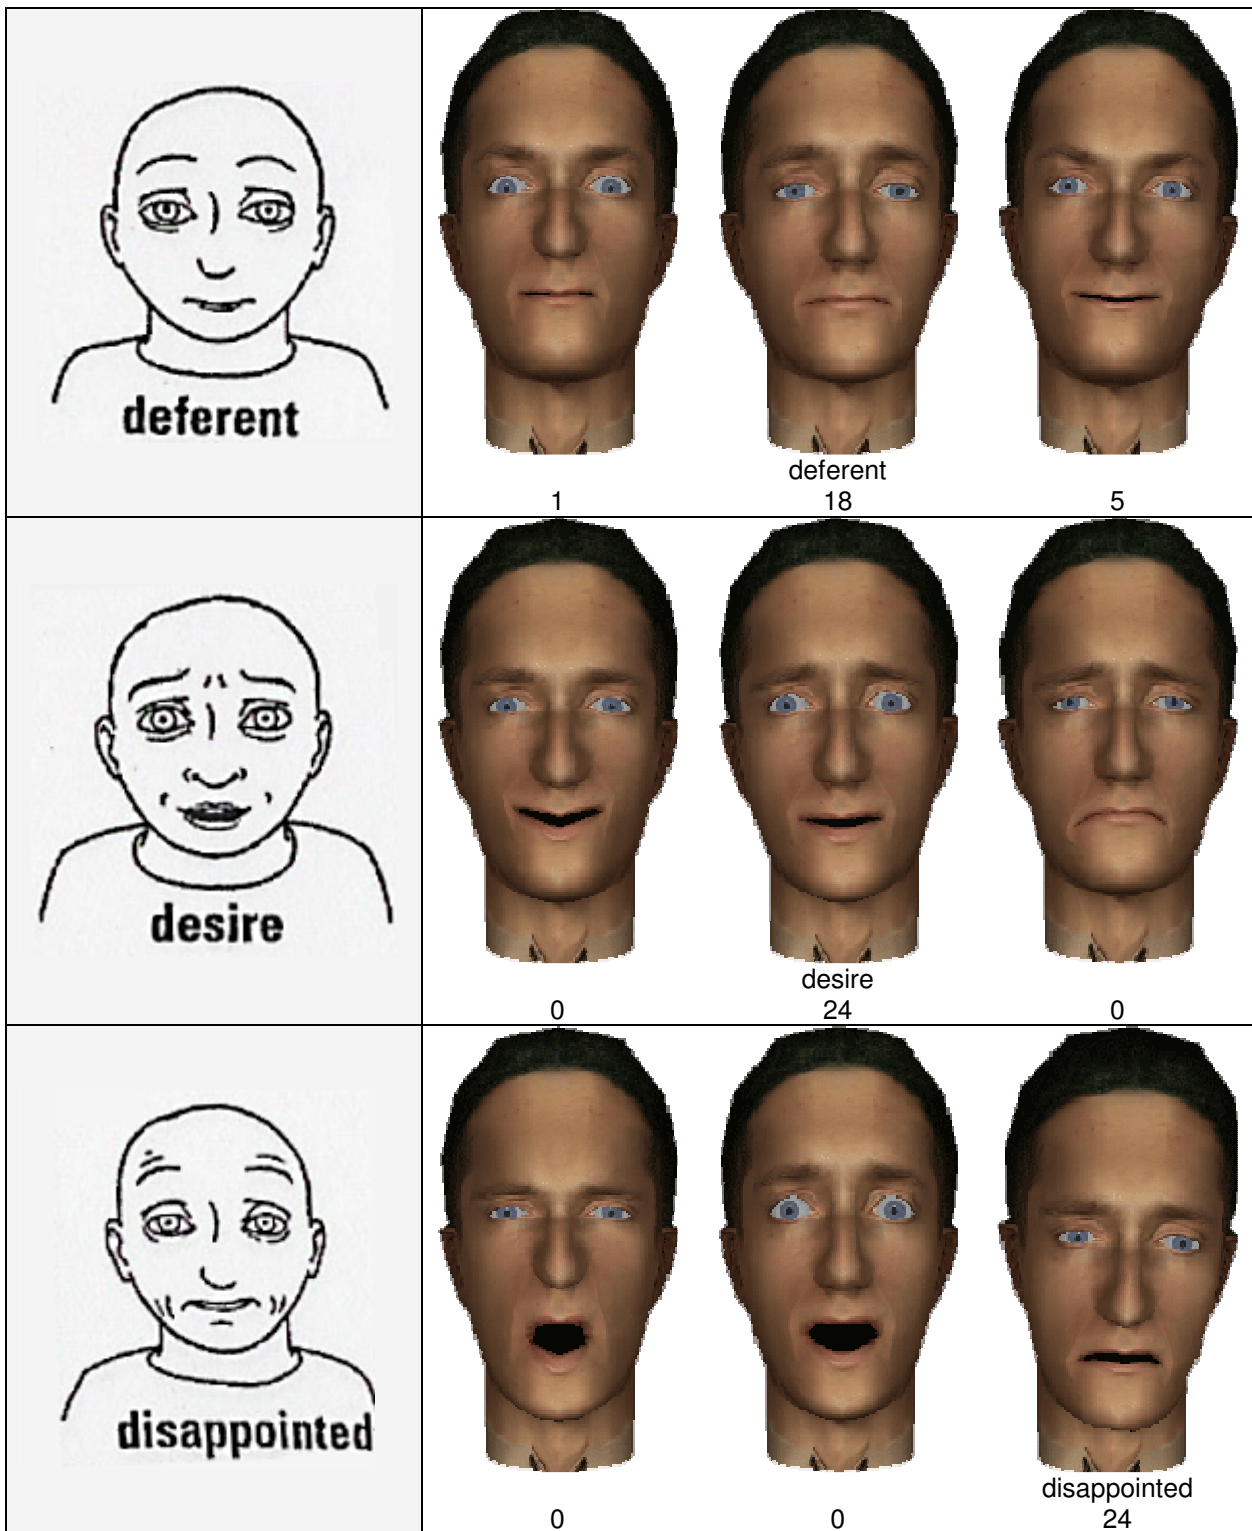 deferent
deferent
1 18 5
desire
desire
0 24 0
disappointed
disappointed
0 0 24